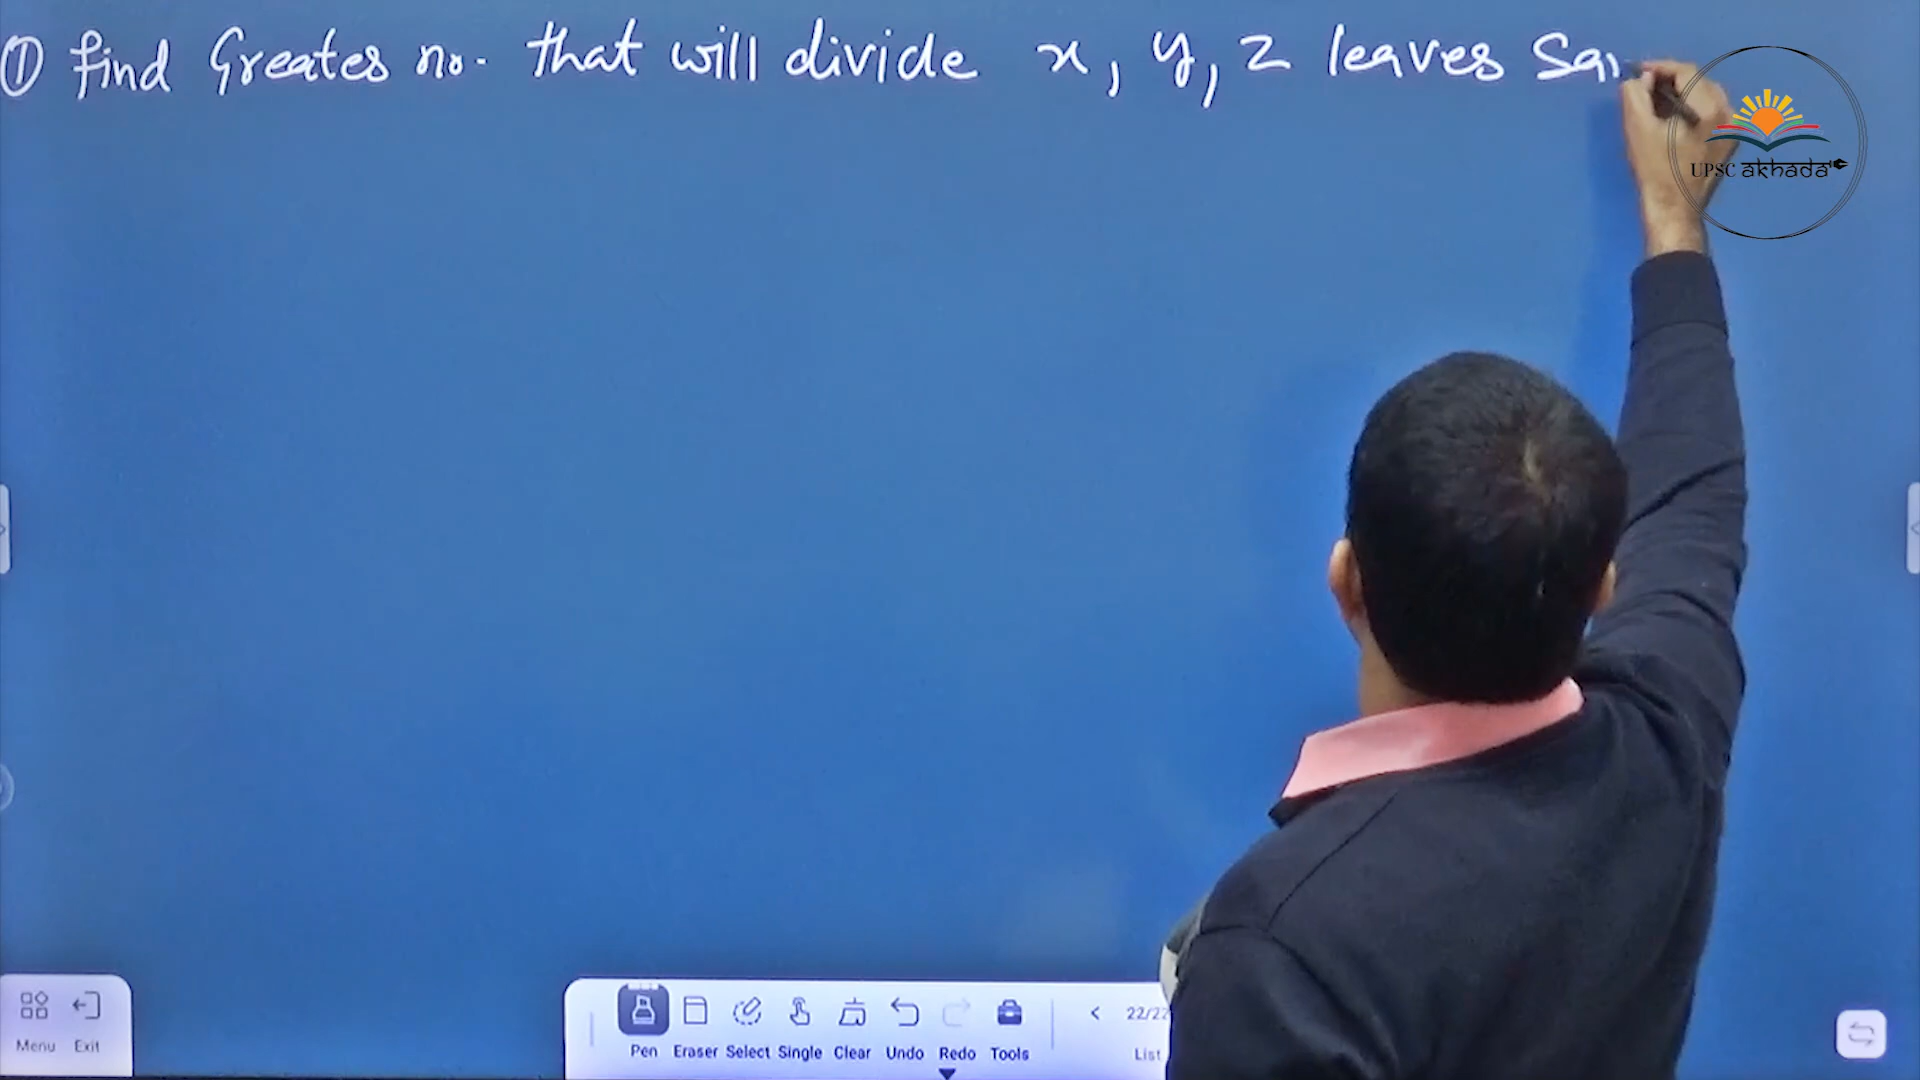 ① find Greates no. that will divide x, y, z leaves
UPSC akhada
22/22
Pen Eraser Select Single Clear Undo Redo Tools List
Menu Exit